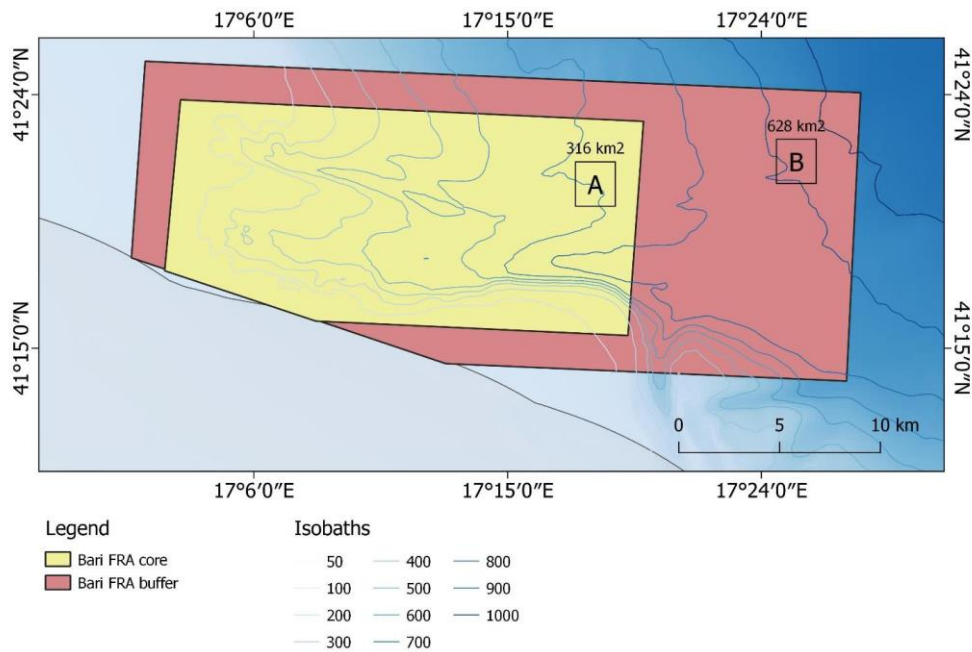 17°6′0″E 17°15′0″E 17°24′0″E
41°24′0″N 41°24′0″N
316 km2
A
628 km2
B
41°15′0″N 41°15′0″N
0 5 10 km
17°6′0″E 17°15′0″E 17°24′0″E
Legend
Bari FRA core
Bari FRA buffer
Isobaths
50 400 800
100 500 900
200 600 1000
300 700